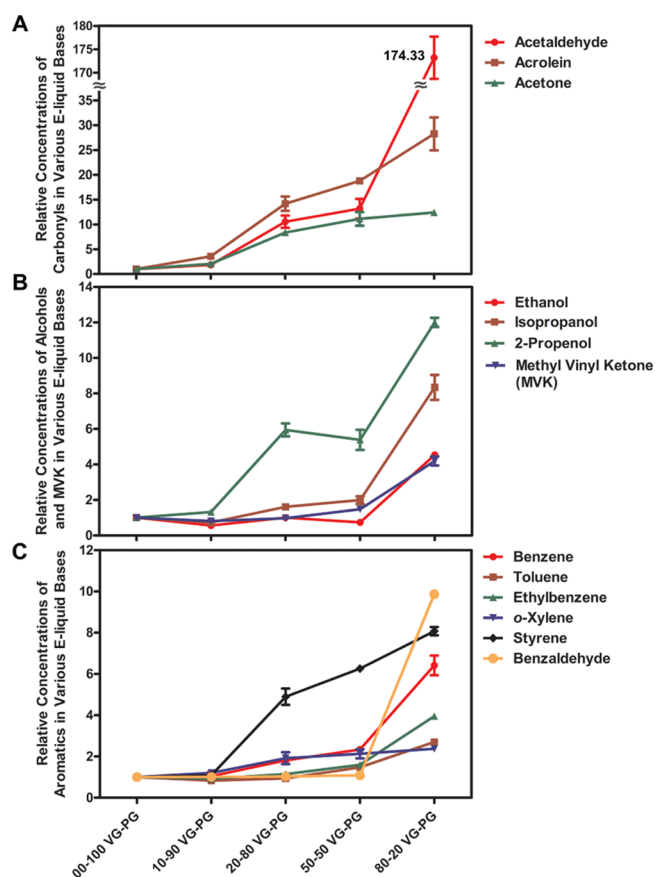 A
Relative Concentrations of
Carbonyls in Various E-liquid Bases
180
175
170
35
30
25
20
15
10
5
0
≈
≈
174.33
Acetaldehyde
Acrolein
Acetone
B
Relative Concentrations of Alcohols
and MVK in Various E-liquid Bases
14
12
10
8
6
4
2
0
Ethanol
Isopropanol
2-Propenol
Methyl Vinyl Ketone
(MVK)
C
Relative Concentrations of
Aromatics in Various E-liquid Bases
12
10
8
6
4
2
0
Benzene
Toluene
Ethylbenzene
o-Xylene
Styrene
Benzaldehyde
00-100 VG-PG
10-90 VG-PG
20-80 VG-PG
50-50 VG-PG
80-20 VG-PG